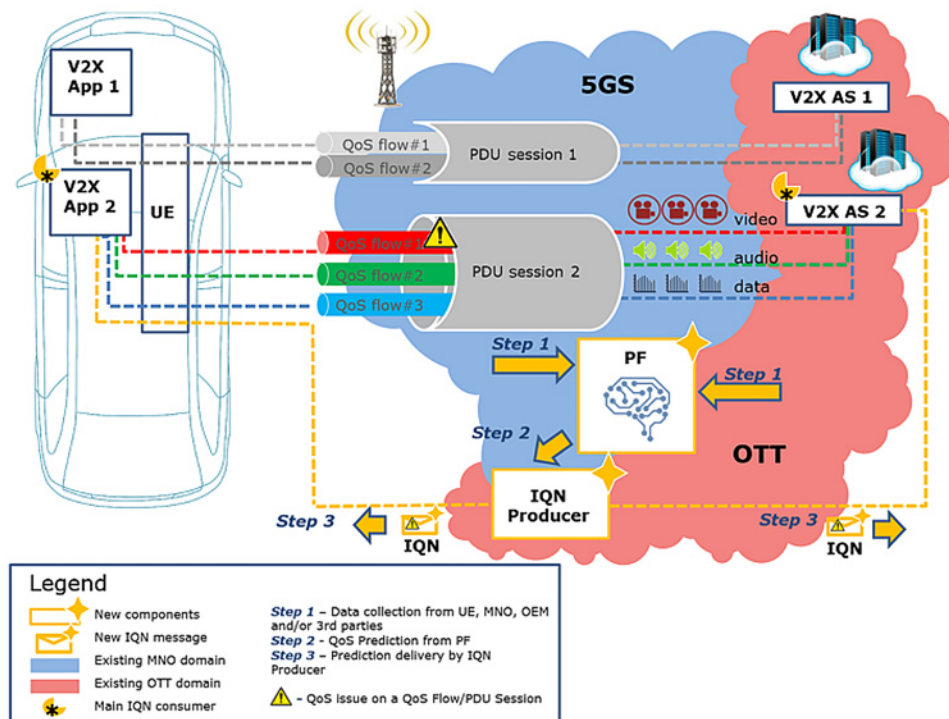 V2X
App 1
5GS
V2X AS 1
QoS flow#1
QoS flow#2
PDU session 1
V2X
App 2
UE
V2X AS 2
video
QoS flow#1
audio
QoS flow#2
PDU session 2
data
QoS flow#3
Step 1
PF
Step 1
Step 2
OTT
IQN
Producer
Step 3
IQN
Step 3
IQN
Legend
New components
New IQN message
Existing MNO domain
Existing OTT domain
Main IQN consumer
Step 1 – Data collection from UE, MNO, OEM
and/or 3rd parties
Step 2 - QoS Prediction from PF
Step 3 – Prediction delivery by IQN
Producer
- QoS issue on a QoS Flow/PDU Session